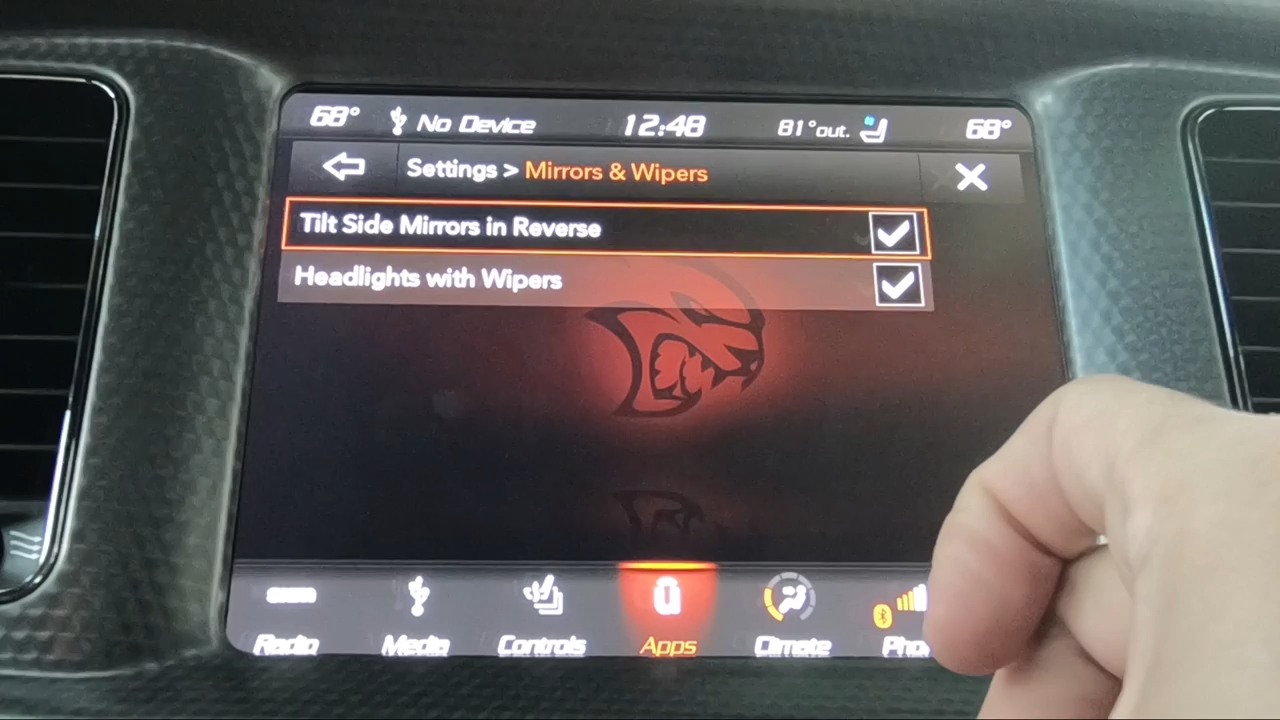 68° No Device 12:48 81°out. 68°
Settings > Mirrors & Wipers
Tilt Side Mirrors in Reverse
Headlights with Wipers
Radio Media Controls Apps Climate